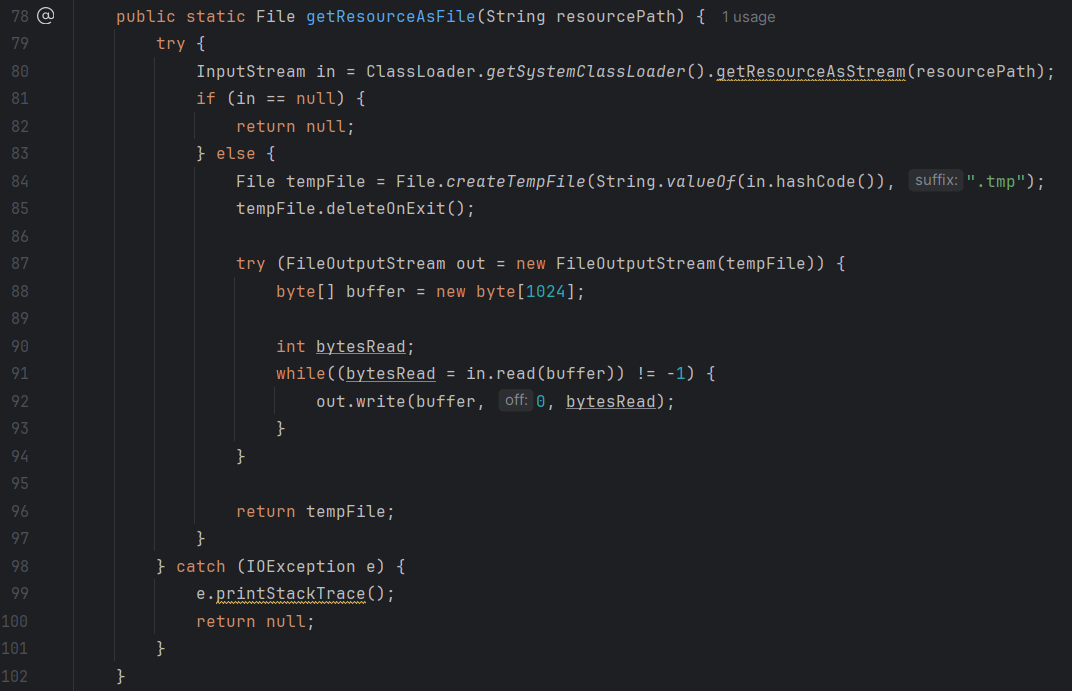 78 @ public static File getResourceAsFile(String resourcePath) { 1 usage
79 try {
80 InputStream in = ClassLoader.getSystemClassLoader().getResourceAsStream(resourcePath);
81 if (in == null) {
82 return null;
83 } else {
84 File tempFile = File.createTempFile(String.valueOf(in.hashCode()), suffix: ".tmp");
85 tempFile.deleteOnExit();
86
87 try (FileOutputStream out = new FileOutputStream(tempFile)) {
88 byte[] buffer = new byte[1024];
89
90 int bytesRead;
91 while((bytesRead = in.read(buffer)) != -1) {
92 out.write(buffer, off: 0, bytesRead);
93 }
94 }
95
96 return tempFile;
97 }
98 } catch (IOException e) {
99 e.printStackTrace();
100 return null;
101 }
102 }